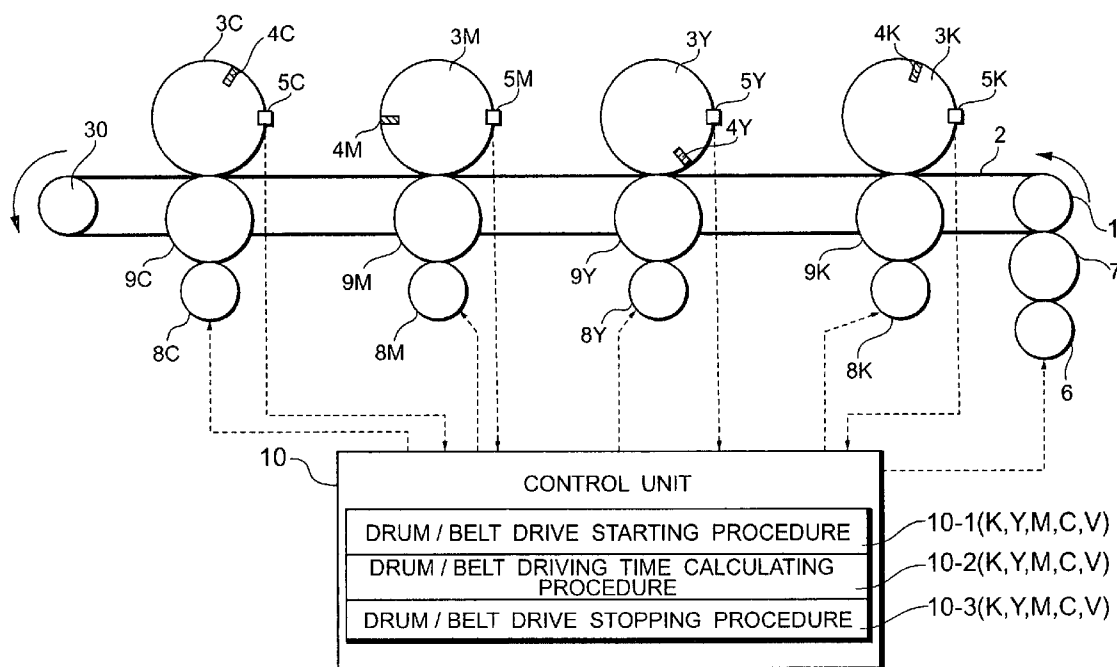 3C
4C
5C
3M
4M
5M
3Y
5Y
4Y
4K
3K
5K
2
30
1
9C
9M
9Y
9K
7
8C
8M
8Y
8K
6
10
CONTROL UNIT
DRUM / BELT DRIVE STARTING PROCEDURE
10-1(K,Y,M,C,V)
DRUM / BELT DRIVING TIME CALCULATING
PROCEDURE
10-2(K,Y,M,C,V)
DRUM / BELT DRIVE STOPPING PROCEDURE
10-3(K,Y,M,C,V)